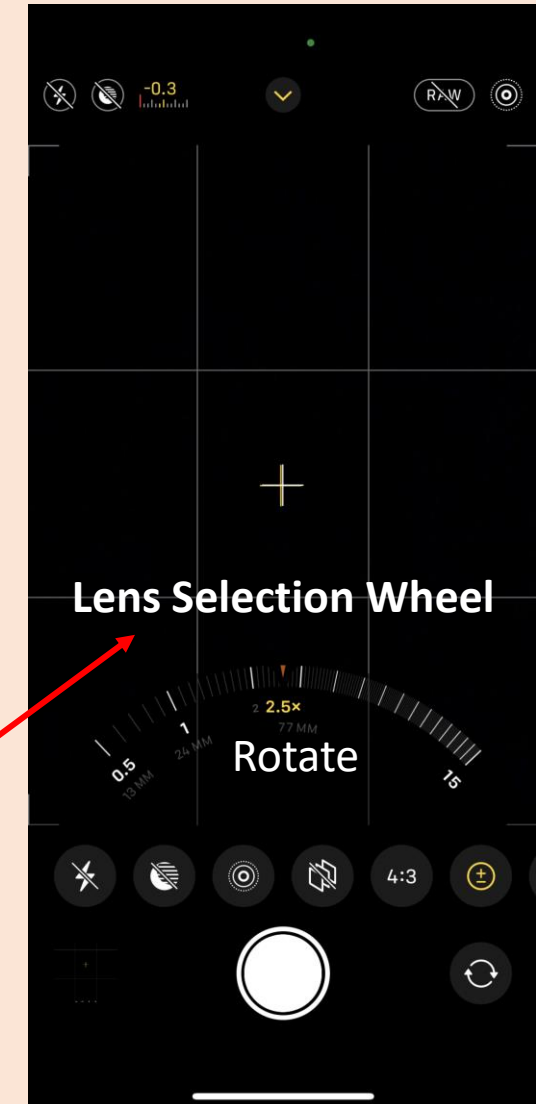 -0.3
RAW
Lens Selection Wheel
2 2.5×
1
77 MM
24 MM
Rotate
0.5
13 MM
15
4:3